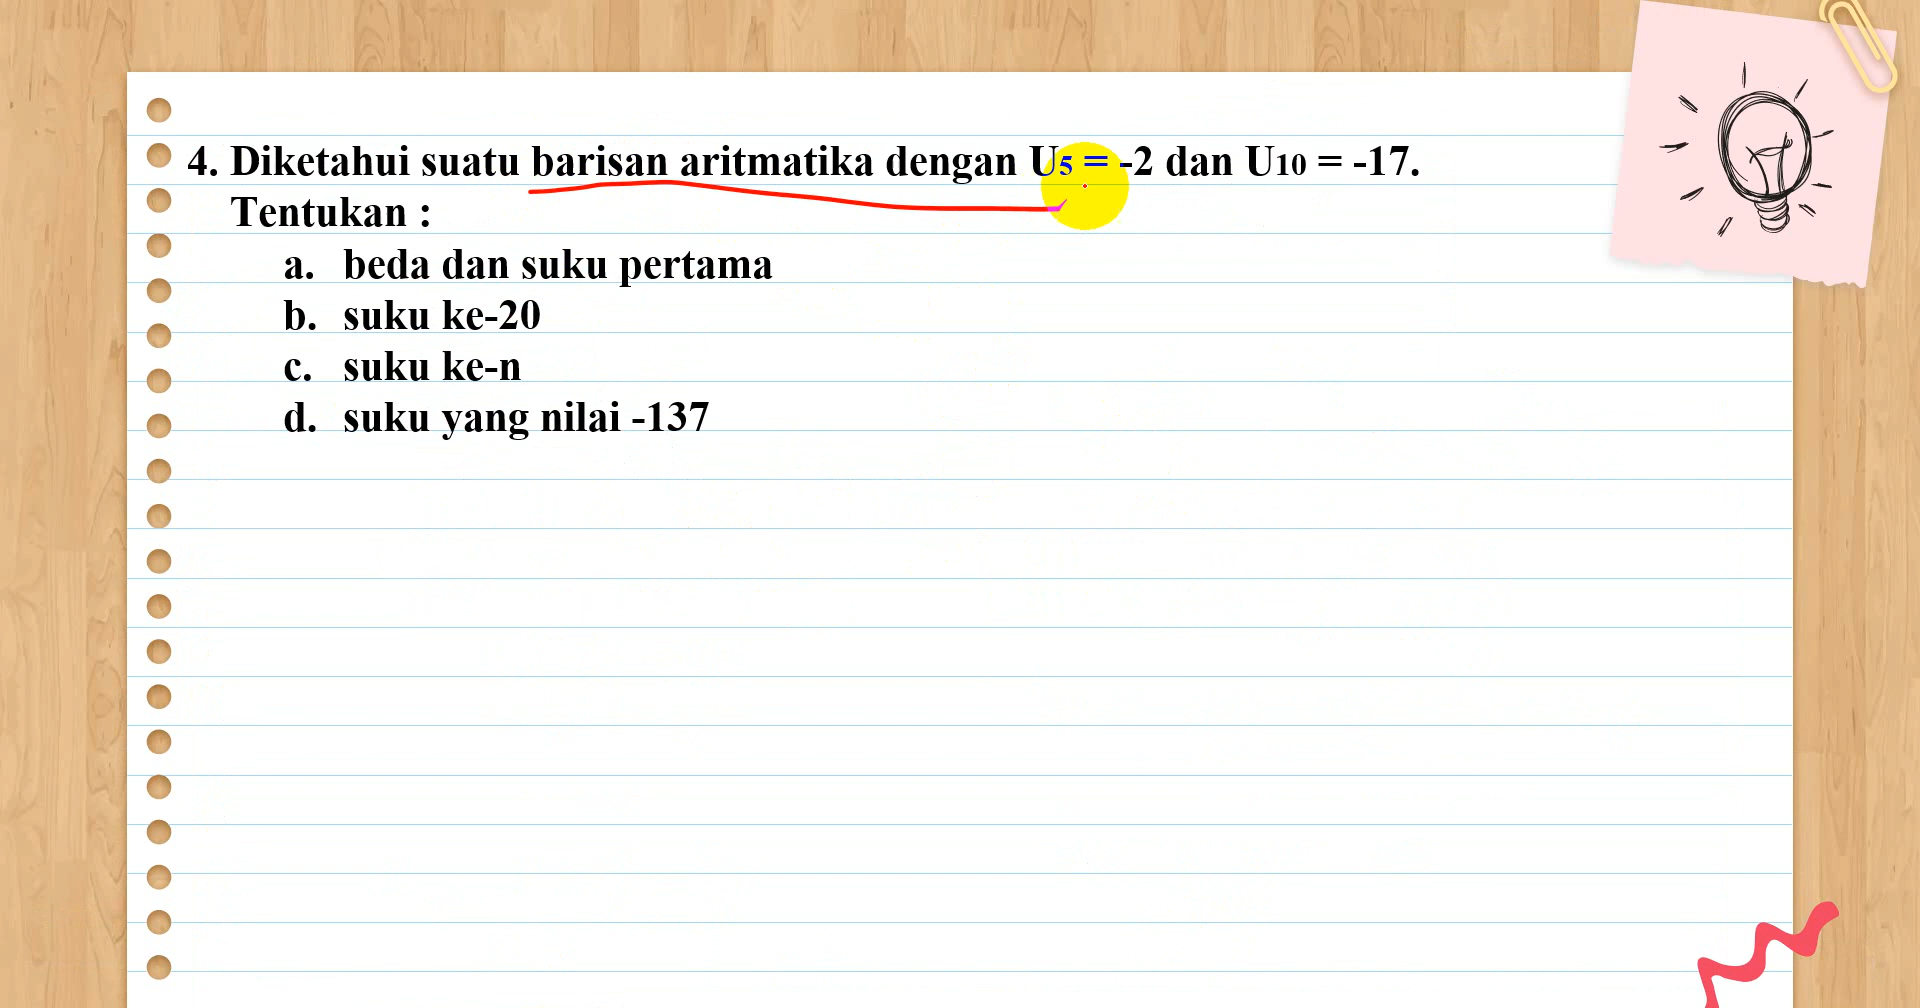 4. Diketahui suatu barisan aritmatika dengan U5 = -2 dan U10 = -17.
Tentukan :
a. beda dan suku pertama
b. suku ke-20
c. suku ke-n
d. suku yang nilai -137